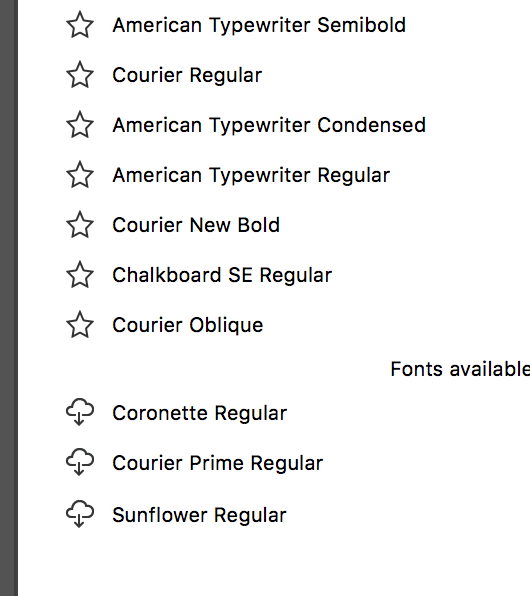 American Typewriter Semibold
Courier Regular
American Typewriter Condensed
American Typewriter Regular
Courier New Bold
Chalkboard SE Regular
Courier Oblique
Fonts available
Coronette Regular
Courier Prime Regular
Sunflower Regular